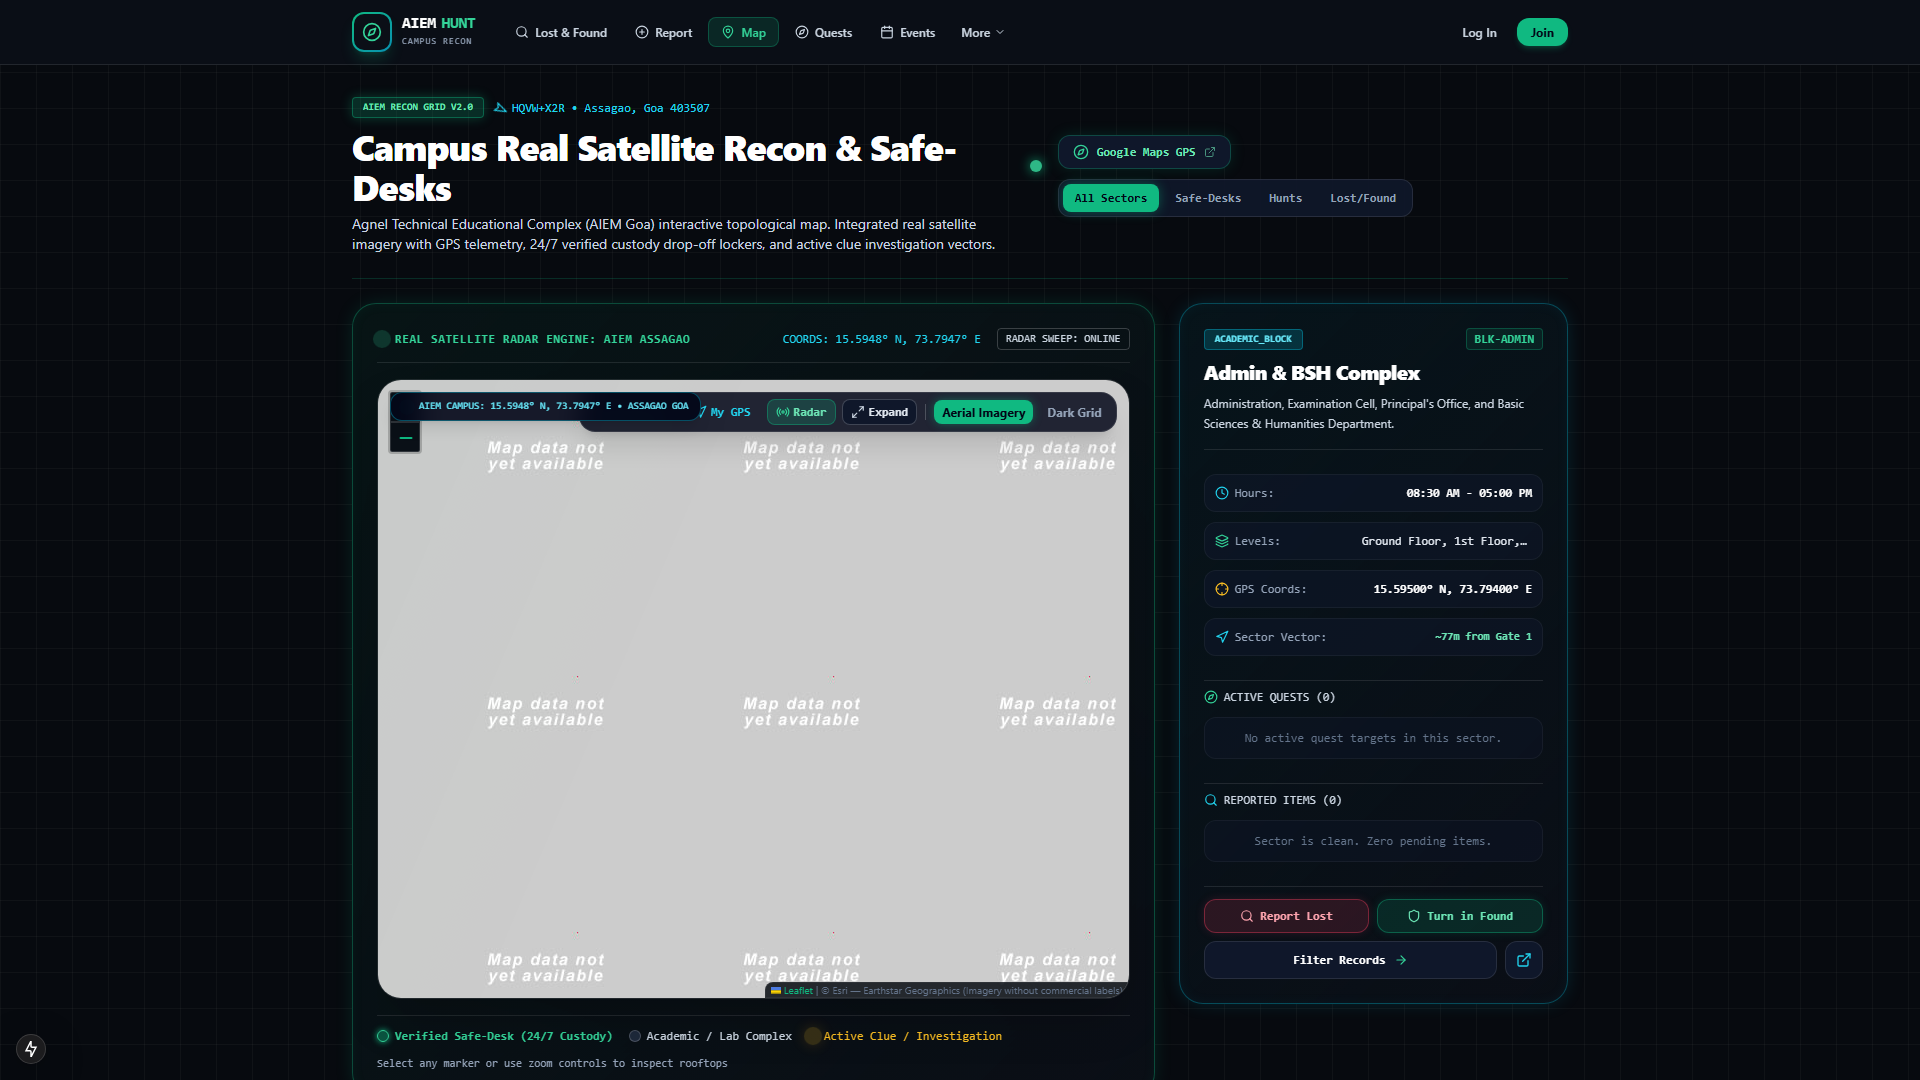 AIEM HUNT
CAMPUS RECON
Lost & Found
Report
Map
Quests
Events
More
Log In
Join
AIEM RECON GRID V2.0
HQVW+X2R • Assagao, Goa 403507
Campus Real Satellite Recon & Safe-
Desks
Agnel Technical Educational Complex (AIEM Goa) interactive topological map. Integrated real satellite
imagery with GPS telemetry, 24/7 verified custody drop-off lockers, and active clue investigation vectors.
Google Maps GPS
All Sectors
Safe-Desks
Hunts
Lost/Found
REAL SATELLITE RADAR ENGINE: AIEM ASSAGAO
COORDS: 15.5948° N, 73.7947° E
RADAR SWEEP: ONLINE
AIEM CAMPUS: 15.5948° N, 73.7947° E • ASSAGAO GOA
My GPS
Radar
Expand
Aerial Imagery
Dark Grid
Map data not
yet available
Map data not
yet available
Map data not
yet available
Map data not
yet available
Map data not
yet available
Map data not
yet available
Map data not
yet available
Map data not
yet available
Map data not
yet available
Leaflet | © Esri — Earthstar Geographics (Imagery without commercial labels)
Verified Safe-Desk (24/7 Custody)
Academic / Lab Complex
Active Clue / Investigation
Select any marker or use zoom controls to inspect rooftops
ACADEMIC_BLOCK
BLK-ADMIN
Admin & BSH Complex
Administration, Examination Cell, Principal's Office, and Basic
Sciences & Humanities Department.
Hours:
08:30 AM - 05:00 PM
Levels:
Ground Floor, 1st Floor,…
GPS Coords:
15.59500° N, 73.79400° E
Sector Vector:
~77m from Gate 1
ACTIVE QUESTS (0)
No active quest targets in this sector.
REPORTED ITEMS (0)
Sector is clean. Zero pending items.
Report Lost
Turn in Found
Filter Records